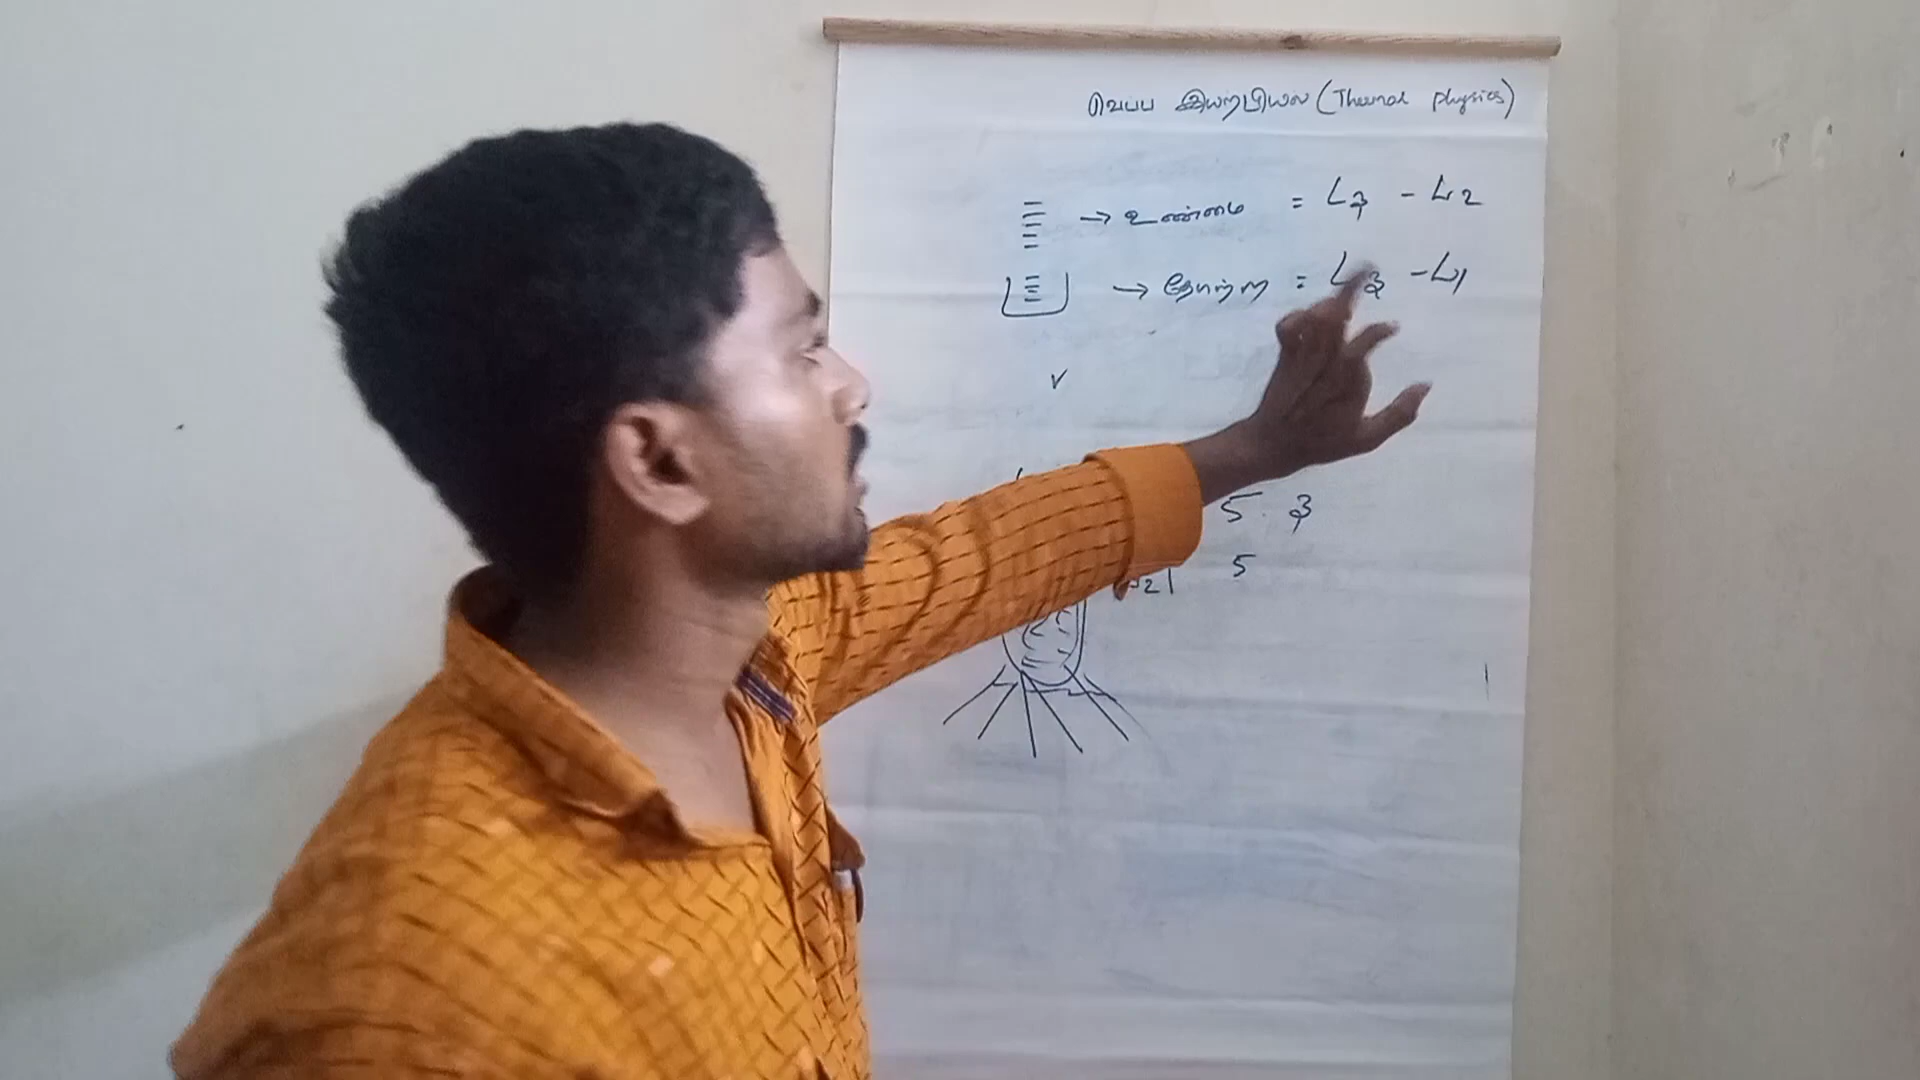 வெப்ப இயற்பியல் (Thermal physics)
→ உண்மை = L3 - L2
→ தோற்ற = L3 - L1
5. 3
5